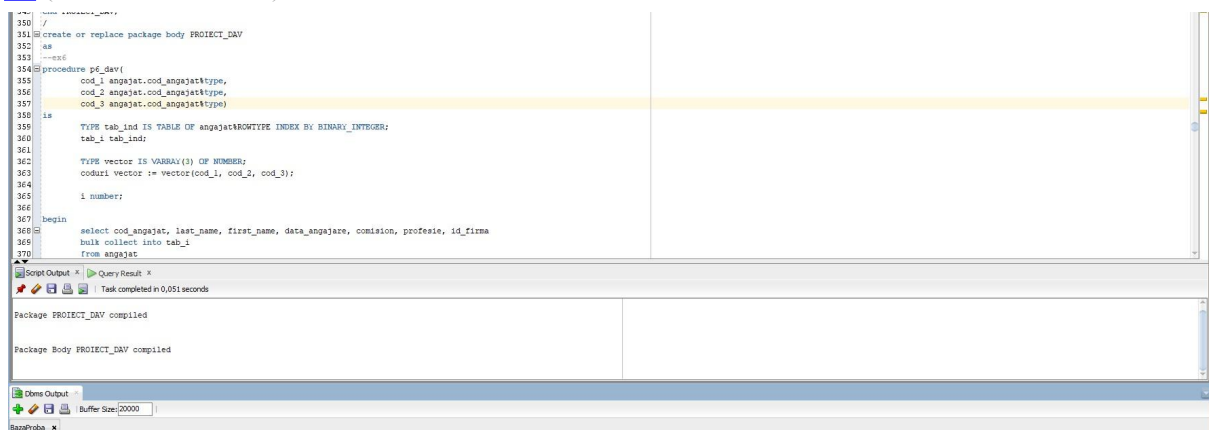 350 /
351 create or replace package body PROIECT_DAV
352 as
353 --ex6
354 procedure p6_dav(
355 cod_1 angajat.cod_angajat%type,
356 cod_2 angajat.cod_angajat%type,
357 cod_3 angajat.cod_angajat%type)
358 is
359 TYPE tab_ind IS TABLE OF angajat%ROWTYPE INDEX BY BINARY_INTEGER;
360 tab_i tab_ind;
361
362 TYPE vector IS VARRAY(3) OF NUMBER;
363 coduri vector := vector(cod_1, cod_2, cod_3);
364
365 i number;
366
367 begin
368 select cod_angajat, last_name, first_name, data_angajare, comision, profesie, id_firma
369 bulk collect into tab_i
370 from angajat
Script Output x Query Result x
Task completed in 0,051 seconds
Package PROIECT_DAV compiled
Package Body PROIECT_DAV compiled
Dbms Output x
Buffer Size: 20000
BazaProba x